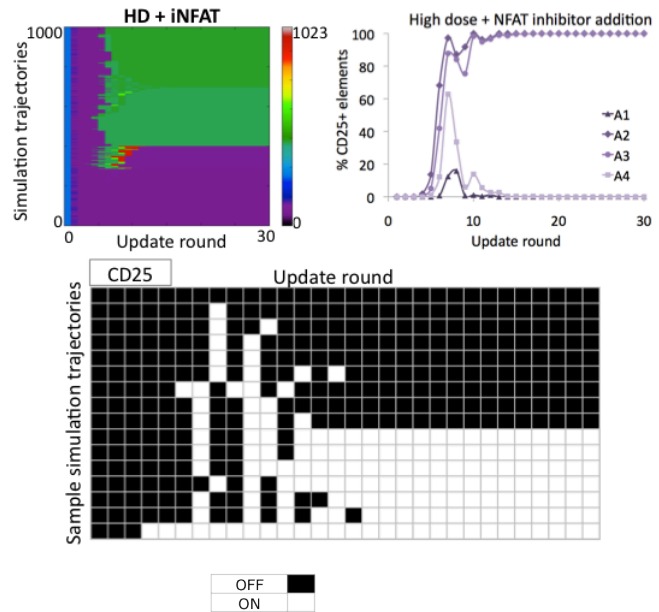 HD + iNFAT
1000
1023
Simulation trajectories
0
0
0
30
Update round
High dose + NFAT inhibitor addition
% CD25+ elements
100
80
60
40
20
0
A1
A2
A3
A4
0
10
20
30
Update round
CD25
Update round
Sample simulation trajectories
OFF
ON